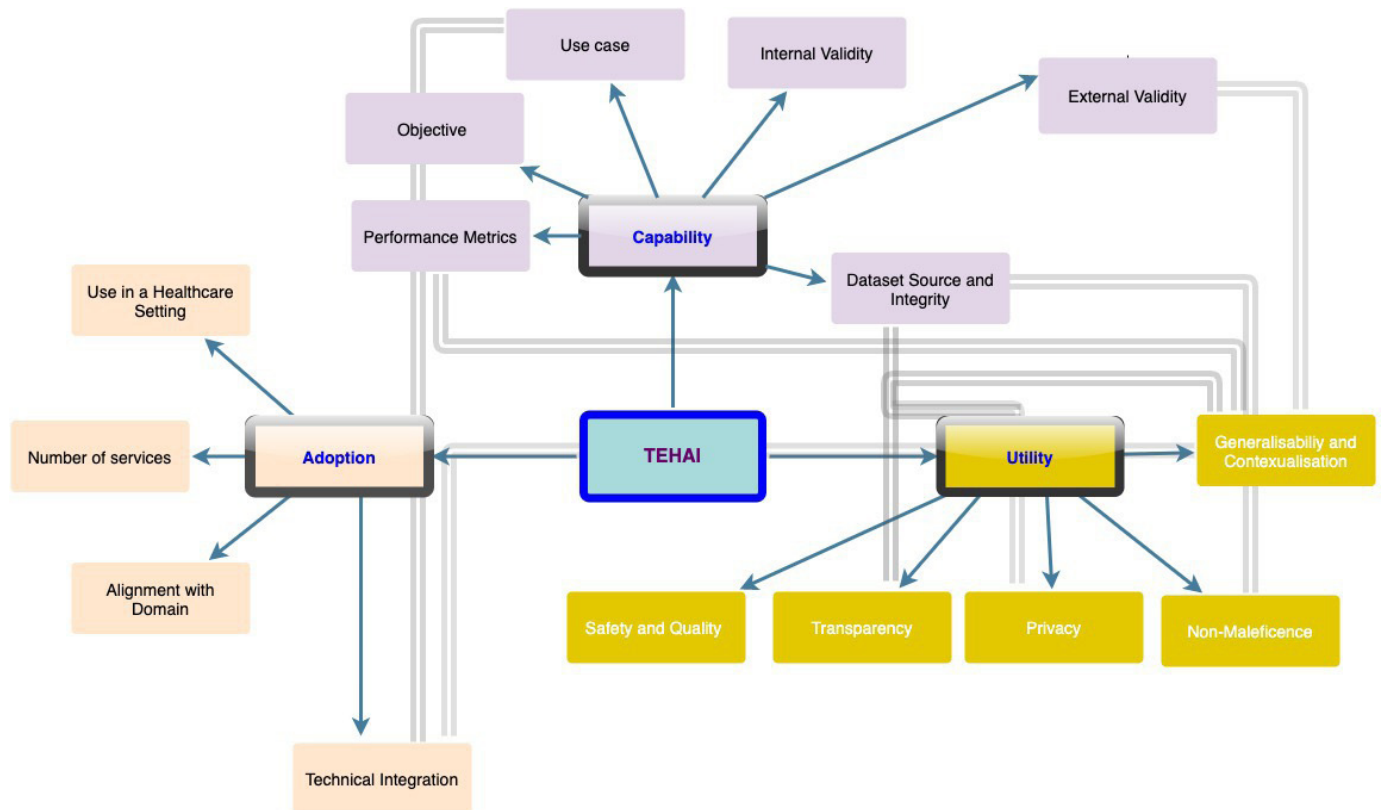 Use case
Internal Validity
External Validity
Objective
Performance Metrics
Capability
Dataset Source and
Integrity
Use in a Healthcare
Setting
Number of services
Adoption
TEHAI
Utility
Generalisabiliy and
Contexualisation
Alignment with
Domain
Safety and Quality
Transparency
Privacy
Non-Maleficence
Technical Integration